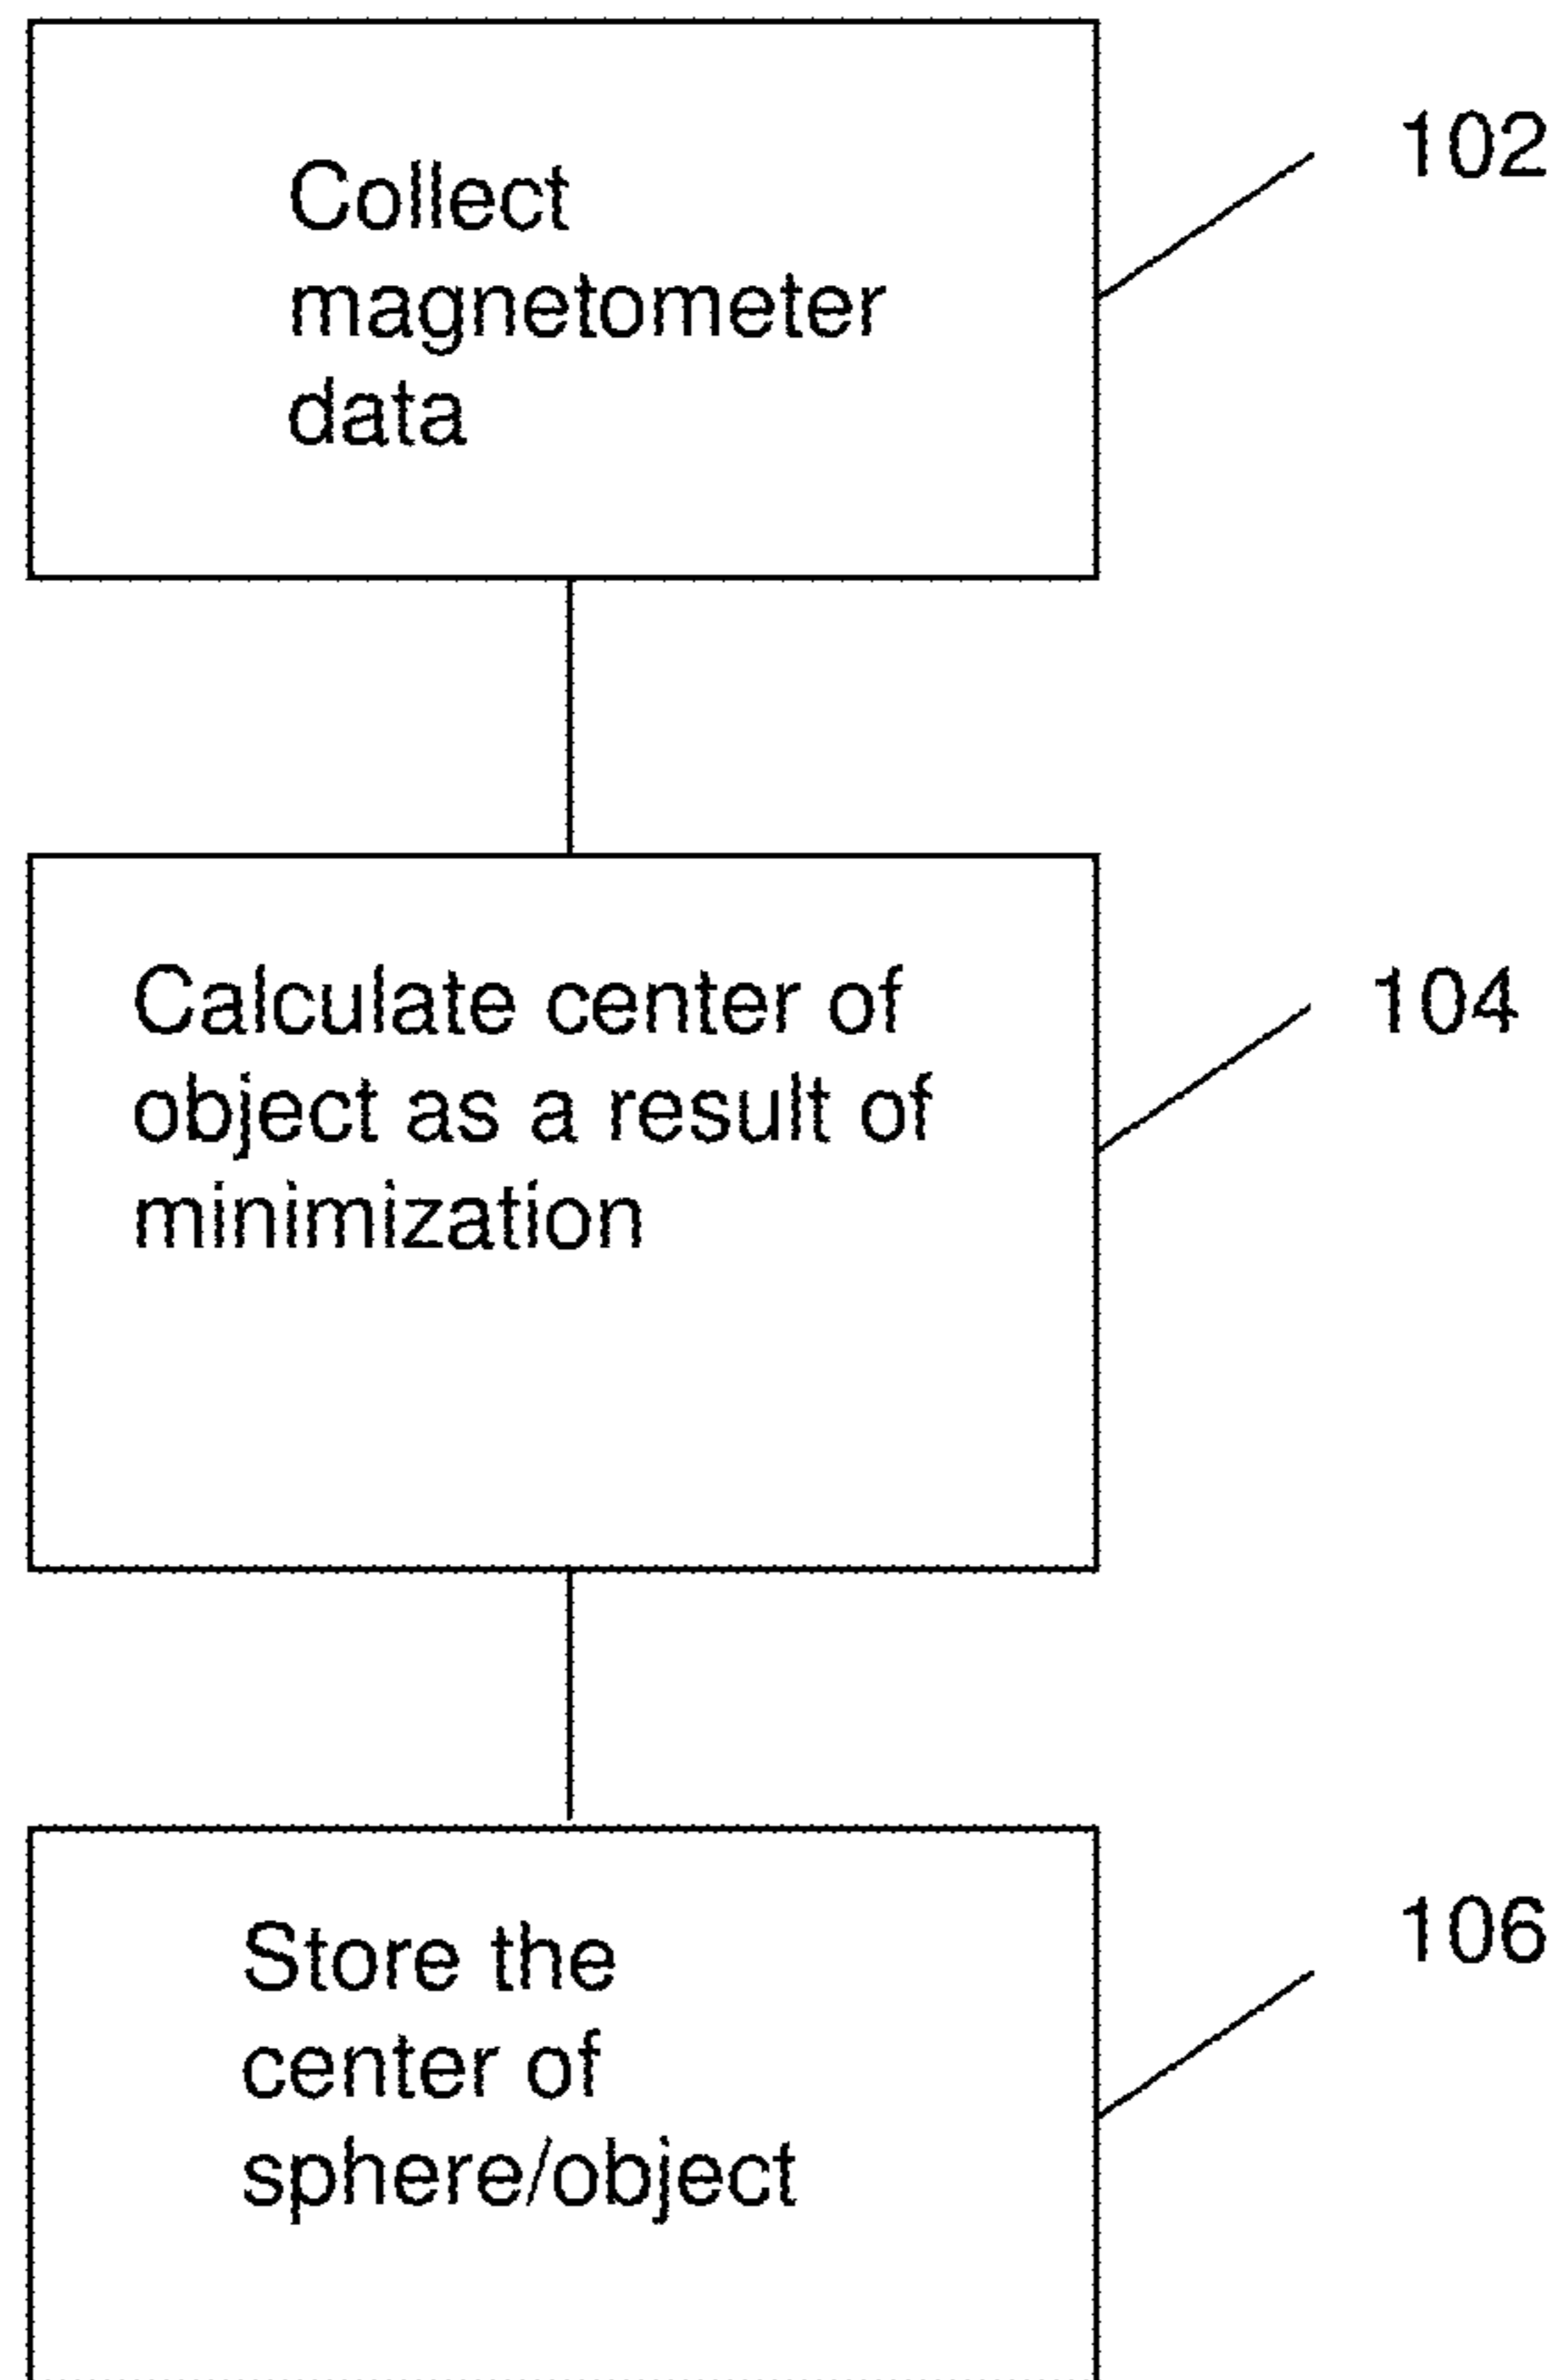 Collect
magnetometer
data
102
Calculate center of
object as a result of
minimization
104
Store the
center of
sphere/object
106